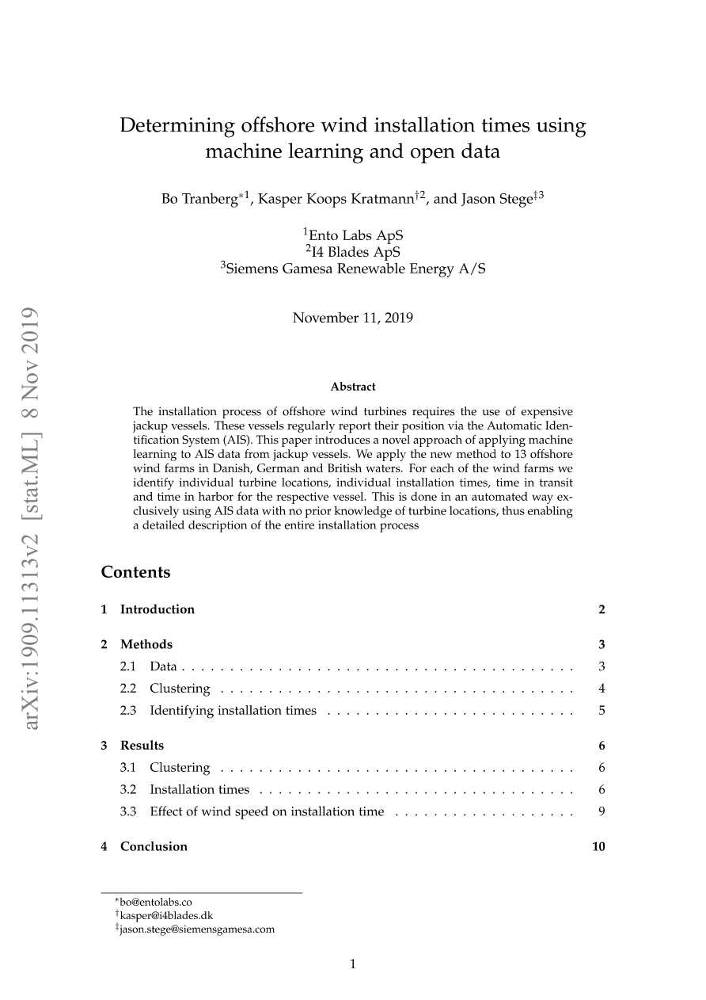 Determining offshore wind installation times using
machine learning and open data
Bo Tranberg*1, Kasper Koops Kratmann†2, and Jason Stege‡3
1Ento Labs ApS
2I4 Blades ApS
3Siemens Gamesa Renewable Energy A/S
November 11, 2019
Abstract
The installation process of offshore wind turbines requires the use of expensive
jackup vessels. These vessels regularly report their position via the Automatic Iden-
tification System (AIS). This paper introduces a novel approach of applying machine
learning to AIS data from jackup vessels. We apply the new method to 13 offshore
wind farms in Danish, German and British waters. For each of the wind farms we
identify individual turbine locations, individual installation times, time in transit
and time in harbor for the respective vessel. This is done in an automated way ex-
clusively using AIS data with no prior knowledge of turbine locations, thus enabling
a detailed description of the entire installation process
Contents
1 Introduction 2
2 Methods 3
2.1 Data . . . . . . . . . . . . . . . . . . . . . . . . . . . . . . . . . . . . . . . . . 3
2.2 Clustering . . . . . . . . . . . . . . . . . . . . . . . . . . . . . . . . . . . . . 4
2.3 Identifying installation times . . . . . . . . . . . . . . . . . . . . . . . . . . 5
3 Results 6
3.1 Clustering . . . . . . . . . . . . . . . . . . . . . . . . . . . . . . . . . . . . . 6
3.2 Installation times . . . . . . . . . . . . . . . . . . . . . . . . . . . . . . . . . 6
3.3 Effect of wind speed on installation time . . . . . . . . . . . . . . . . . . . 9
4 Conclusion 10
*bo@entolabs.co
†kasper@i4blades.dk
‡jason.stege@siemensgamesa.com
1
arXiv:1909.11313v2 [stat.ML] 8 Nov 2019